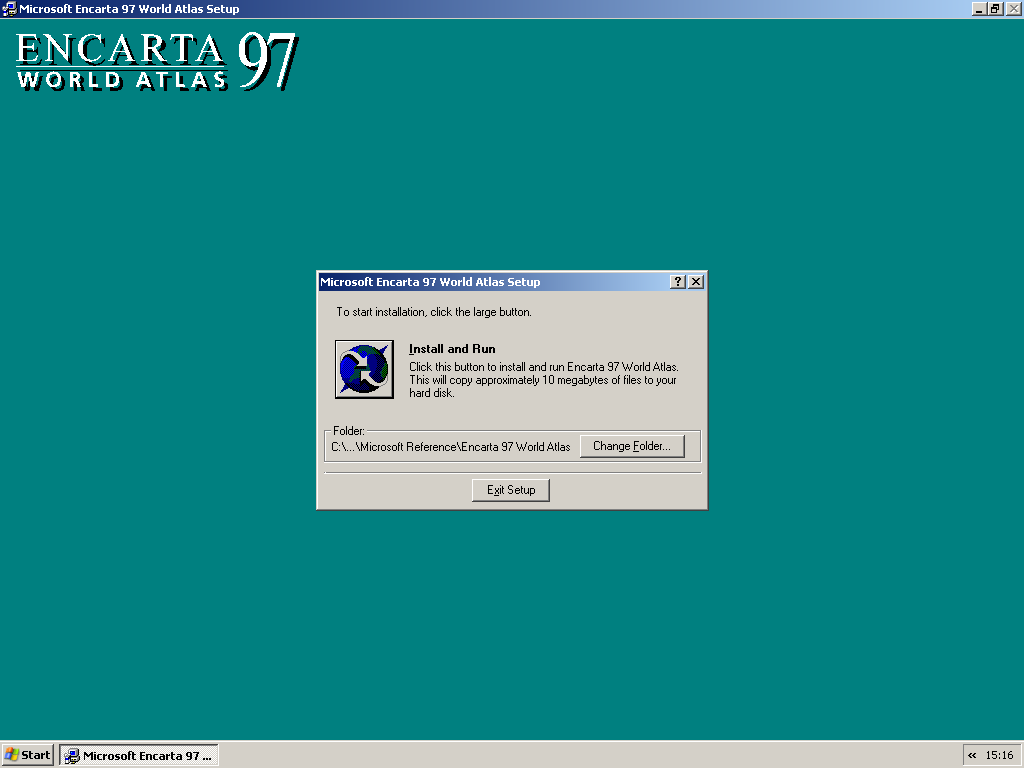 Microsoft Encarta 97 World Atlas Setup
ENCARTA 97
WORLD ATLAS
Microsoft Encarta 97 World Atlas Setup
To start installation, click the large button.
Install and Run
Click this button to install and run Encarta 97 World Atlas.
This will copy approximately 10 megabytes of files to your
hard disk.
Folder:
C:\...\Microsoft Reference\Encarta 97 World Atlas
Change Folder...
Exit Setup
Start
Microsoft Encarta 97 ...
15:16